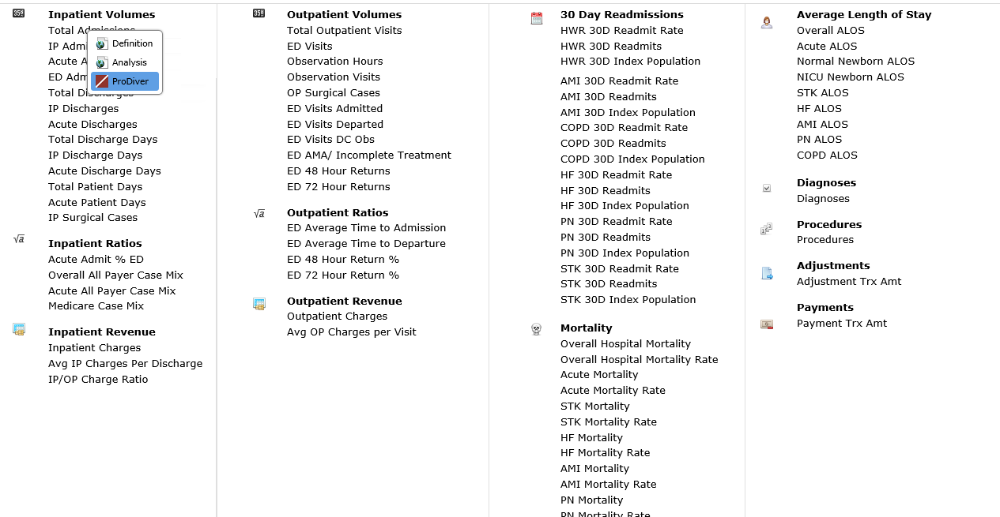 Inpatient Volumes
Total Admissions
Definition
Analysis
ProDiver
IP
Acute
ED
Total Discharges
IP Discharges
Acute Discharges
Total Discharge Days
IP Discharge Days
Acute Discharge Days
Total Patient Days
Acute Patient Days
IP Surgical Cases
Inpatient Ratios
Acute Admit % ED
Overall All Payer Case Mix
Acute All Payer Case Mix
Medicare Case Mix
Inpatient Revenue
Inpatient Charges
Avg IP Charges Per Discharge
IP/OP Charge Ratio
Outpatient Volumes
Total Outpatient Visits
ED Visits
Observation Hours
Observation Visits
OP Surgical Cases
ED Visits Admitted
ED Visits Departed
ED Visits DC Obs
ED AMA/ Incomplete Treatment
ED 48 Hour Returns
ED 72 Hour Returns
√a
Outpatient Ratios
ED Average Time to Admission
ED Average Time to Departure
ED 48 Hour Return %
ED 72 Hour Return %
Outpatient Revenue
Outpatient Charges
Avg OP Charges per Visit
30 Day Readmissions
HWR 30D Readmit Rate
HWR 30D Readmits
HWR 30D Index Population
AMI 30D Readmit Rate
AMI 30D Readmits
AMI 30D Index Population
COPD 30D Readmit Rate
COPD 30D Readmits
COPD 30D Index Population
HF 30D Readmit Rate
HF 30D Readmits
HF 30D Index Population
PN 30D Readmit Rate
PN 30D Readmits
PN 30D Index Population
STK 30D Readmit Rate
STK 30D Readmits
STK 30D Index Population
Mortality
Overall Hospital Mortality
Overall Hospital Mortality Rate
Acute Mortality
Acute Mortality Rate
STK Mortality
STK Mortality Rate
HF Mortality
HF Mortality Rate
AMI Mortality
AMI Mortality Rate
PN Mortality
PN Mortality Rate
Average Length of Stay
Overall ALOS
Acute ALOS
Normal Newborn ALOS
NICU Newborn ALOS
STK ALOS
HF ALOS
AMI ALOS
PN ALOS
COPD ALOS
Diagnoses
Diagnoses
Procedures
Procedures
Adjustments
Adjustment Trx Amt
Payments
Payment Trx Amt